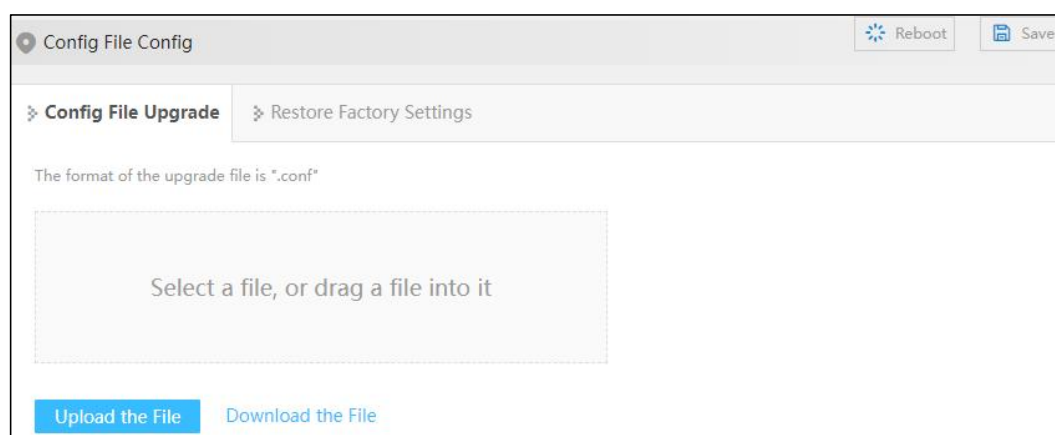 Config File Config
Reboot
Save
Config File Upgrade
Restore Factory Settings
The format of the upgrade file is ".conf"
Select a file, or drag a file into it
Upload the File
Download the File